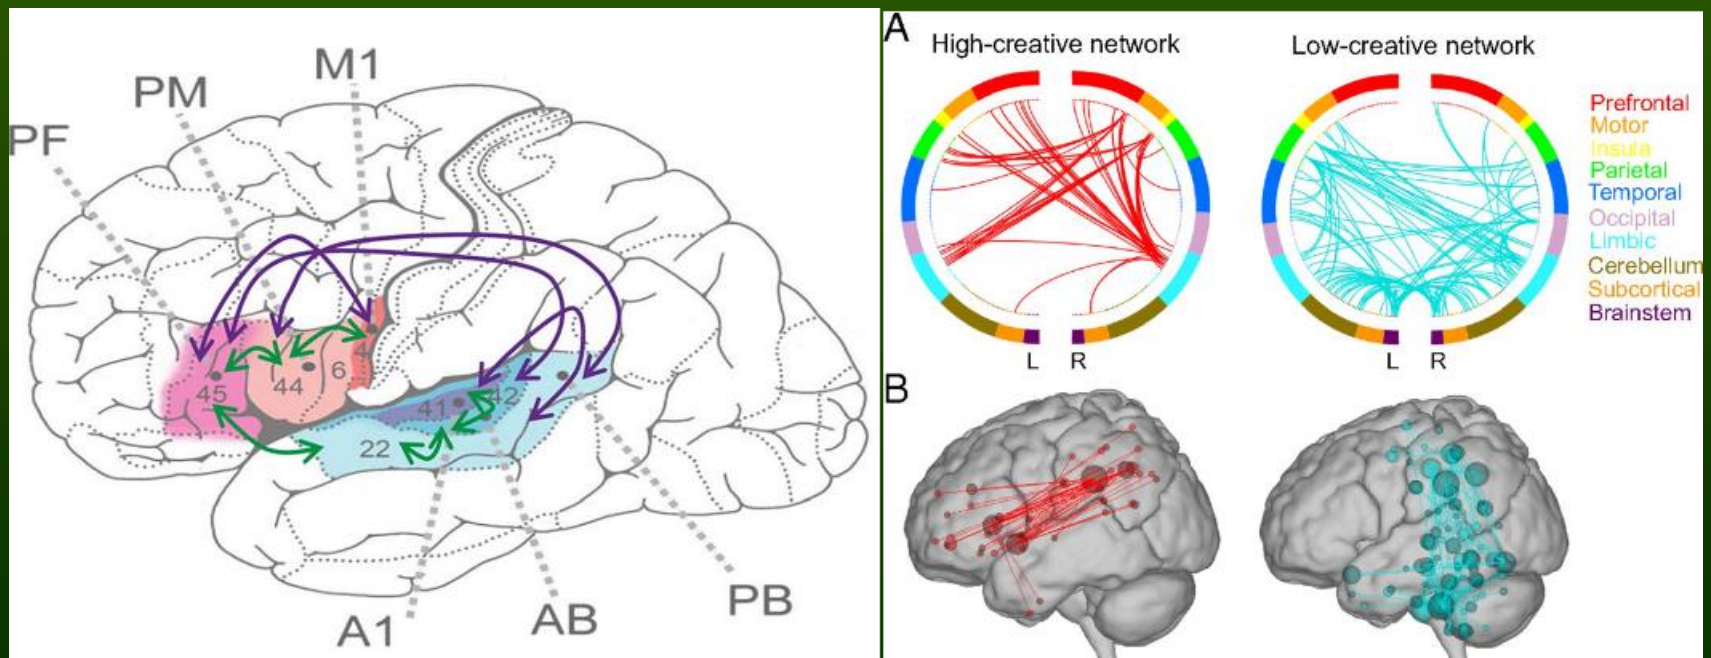 M1
PM
PF
45
44
6
4
41
42
22
A1
AB
PB
A
High-creative network
Low-creative network
Prefrontal
Motor
Insula
Parietal
Temporal
Occipital
Limbic
Cerebellum
Subcortical
Brainstem
L R
L R
B